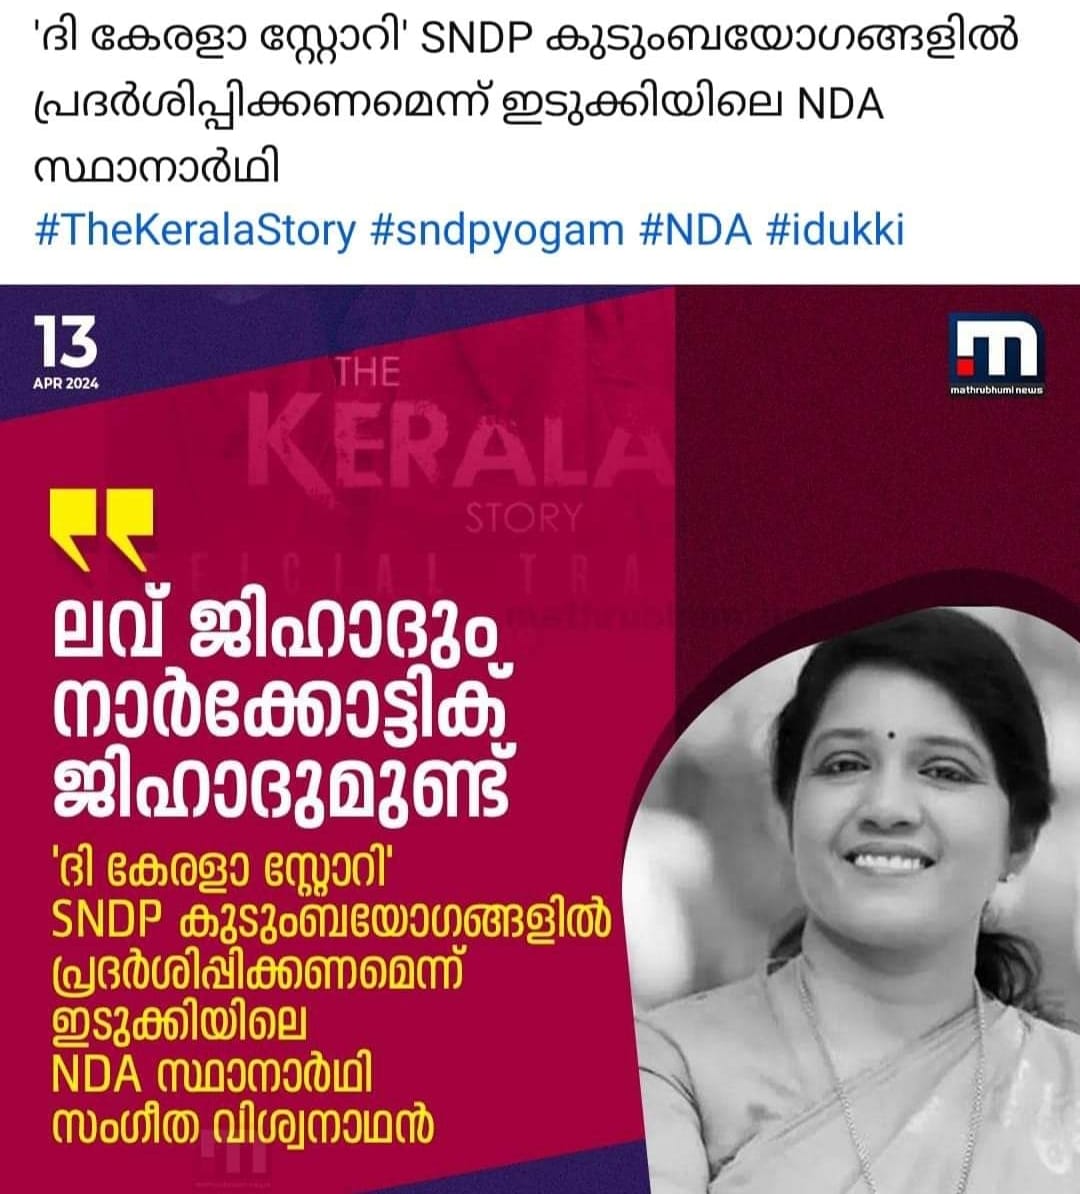 'ദി കേരളാ സ്റ്റോറി' SNDP കുടുംബയോഗങ്ങളിൽ
പ്രദർശിപ്പിക്കണമെന്ന് ഇടുക്കിയിലെ NDA
സ്ഥാനാർഥി
#TheKeralaStory #sndpyogam #NDA #idukki
13
APR 2024
mathrubhumi news
THE
KERALA
STORY
ലവ് ജിഹാദും
നാർക്കോട്ടിക്
ജിഹാദുമുണ്ട്
'ദി കേരളാ സ്റ്റോറി'
SNDP കുടുംബയോഗങ്ങളിൽ
പ്രദർശിപ്പിക്കണമെന്ന്
ഇടുക്കിയിലെ
NDA സ്ഥാനാർഥി
സംഗീത വിശ്വനാഥൻ